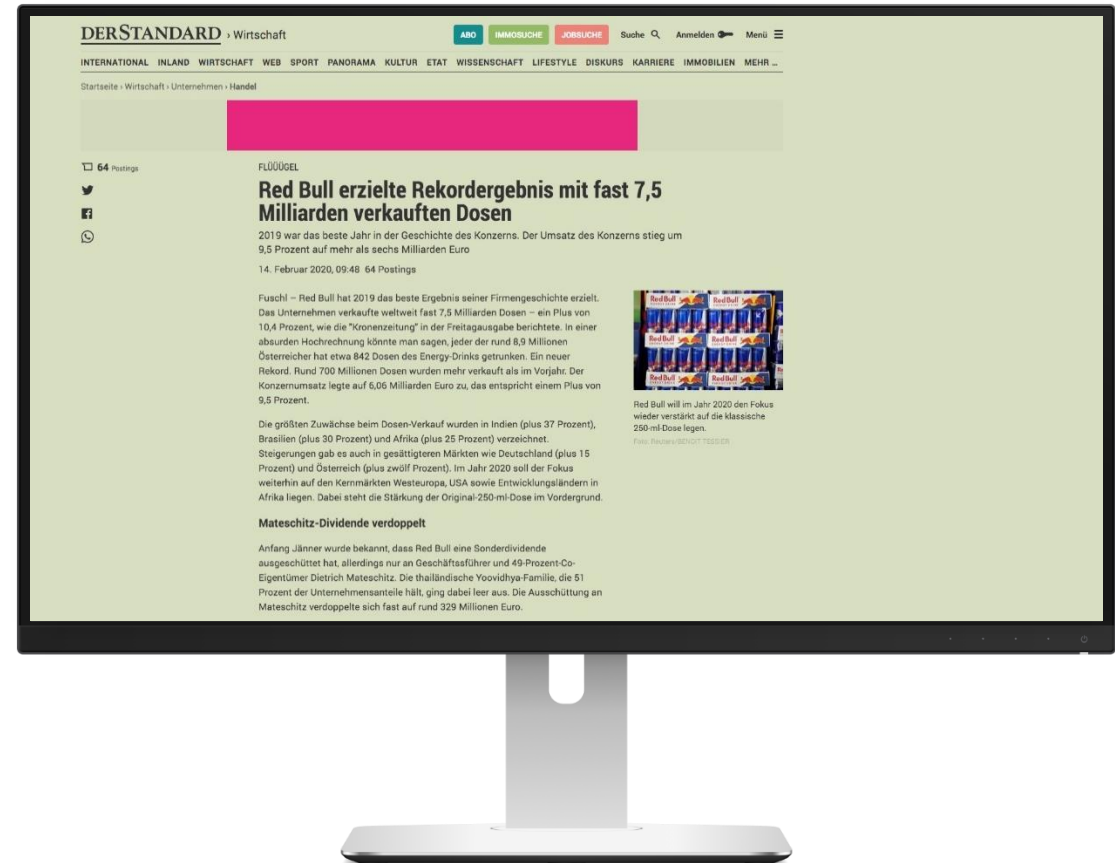 DERSTANDARD › Wirtschaft
ABO IMMOSUCHE JOBSUCHE Suche Anmelden Menü
INTERNATIONAL INLAND WIRTSCHAFT WEB SPORT PANORAMA KULTUR ETAT WISSENSCHAFT LIFESTYLE DISKURS KARRIERE IMMOBILIEN MEHR ...
Startseite › Wirtschaft › Unternehmen › Handel
64 Postings
FLÜÜÜGEL
Red Bull erzielte Rekordergebnis mit fast 7,5
Milliarden verkauften Dosen
2019 war das beste Jahr in der Geschichte des Konzerns. Der Umsatz des Konzerns stieg um
9,5 Prozent auf mehr als sechs Milliarden Euro
14. Februar 2020, 09:48 64 Postings
Fuschl – Red Bull hat 2019 das beste Ergebnis seiner Firmengeschichte erzielt.
Das Unternehmen verkaufte weltweit fast 7,5 Milliarden Dosen – ein Plus von
10,4 Prozent, wie die "Kronenzeitung" in der Freitagausgabe berichtete. In einer
absurden Hochrechnung könnte man sagen, jeder der rund 8,9 Millionen
Österreicher hat etwa 842 Dosen des Energy-Drinks getrunken. Ein neuer
Rekord. Rund 700 Millionen Dosen wurden mehr verkauft als im Vorjahr. Der
Konzernumsatz legte auf 6,06 Milliarden Euro zu, das entspricht einem Plus von
9,5 Prozent.
Die größten Zuwächse beim Dosen-Verkauf wurden in Indien (plus 37 Prozent),
Brasilien (plus 30 Prozent) und Afrika (plus 25 Prozent) verzeichnet.
Steigerungen gab es auch in gesättigteren Märkten wie Deutschland (plus 15
Prozent) und Österreich (plus zwölf Prozent). Im Jahr 2020 soll der Fokus
weiterhin auf den Kernmärkten Westeuropa, USA sowie Entwicklungsländern in
Afrika liegen. Dabei steht die Stärkung der Original-250-ml-Dose im Vordergrund.
Mateschitz-Dividende verdoppelt
Anfang Jänner wurde bekannt, dass Red Bull eine Sonderdividende
ausgeschüttet hat, allerdings nur an Geschäftssführer und 49-Prozent-Co-
Eigentümer Dietrich Mateschitz. Die thailändische Yoovidhya-Familie, die 51
Prozent der Unternehmensanteile hält, ging dabei leer aus. Die Ausschüttung an
Mateschitz verdoppelte sich fast auf rund 329 Millionen Euro.
RedBull RedBull
RedBull RedBull
RedBull RedBull
Red Bull will im Jahr 2020 den Fokus
wieder verstärkt auf die klassische
250-ml-Dose legen.
Foto: Reuters/BENOIT TESSIER